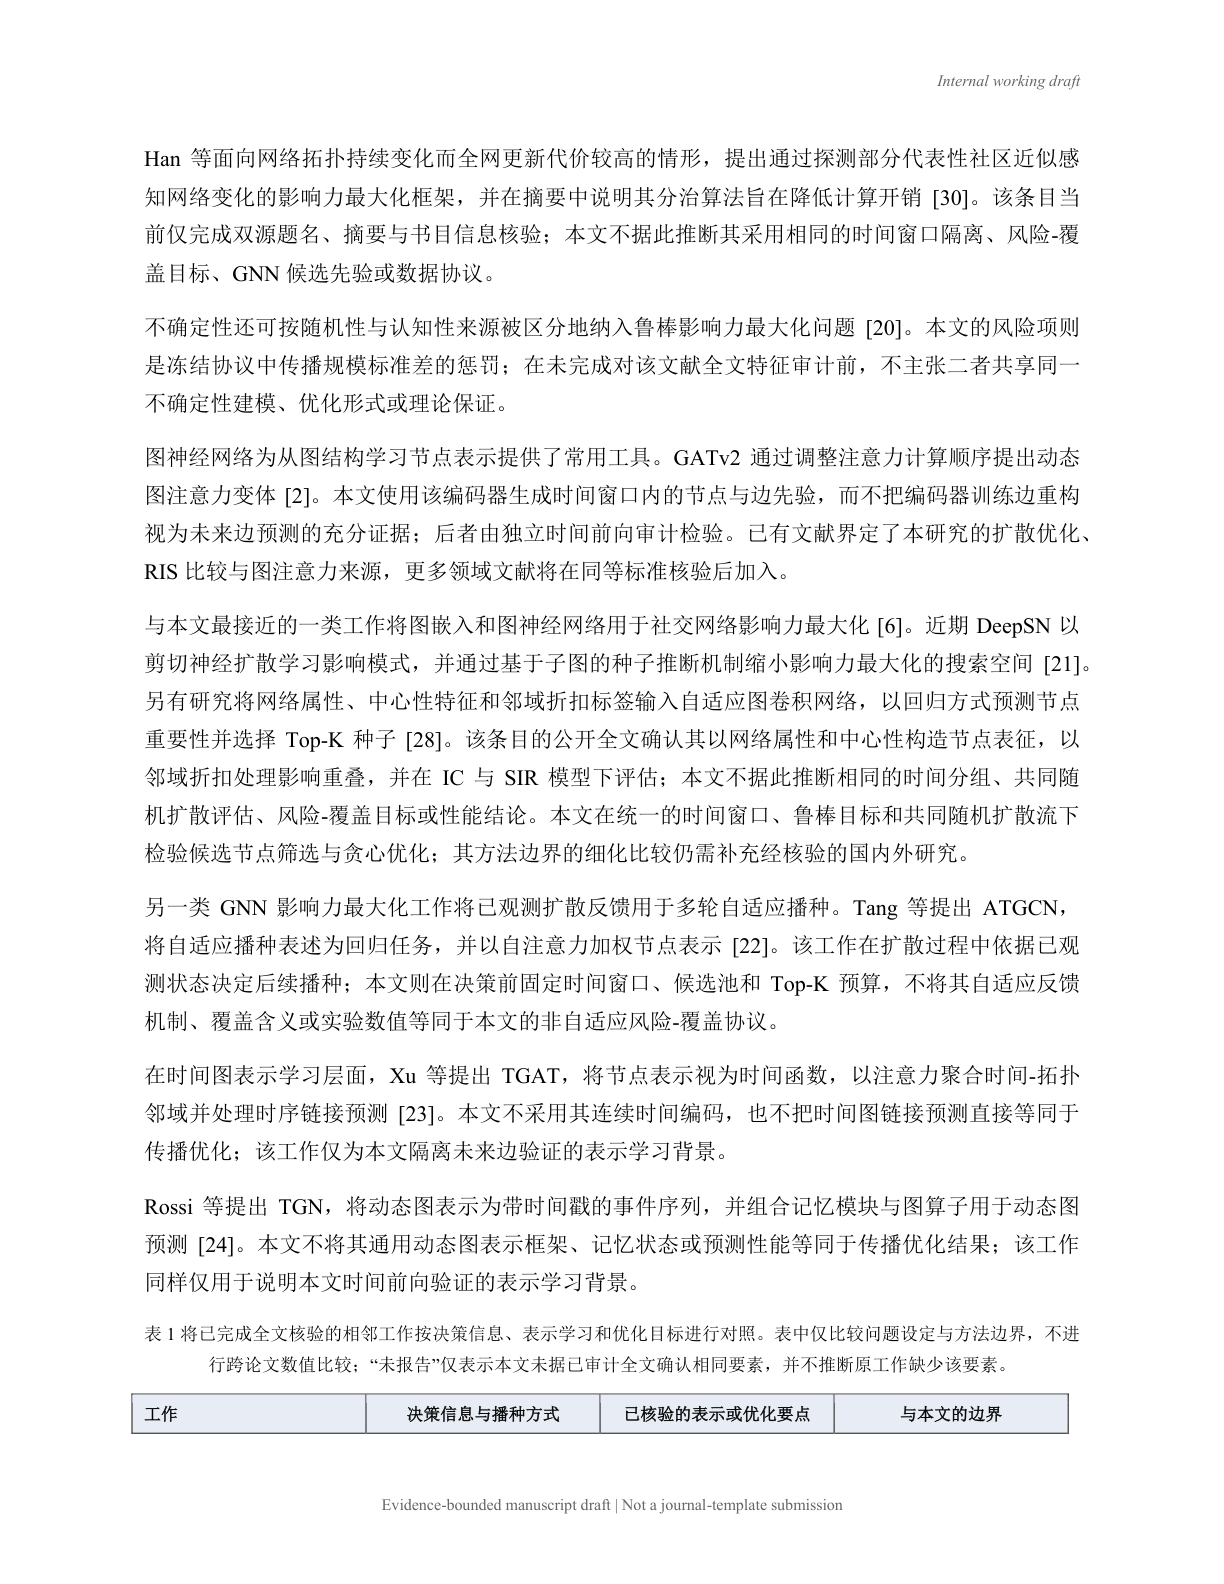 Internal working draft
Han 等面向网络拓扑持续变化而全网更新代价较高的情形，提出通过探测部分代表性社区近似感
知网络变化的影响力最大化框架，并在摘要中说明其分治算法旨在降低计算开销 [30]。该条目当
前仅完成双源题名、摘要与书目信息核验；本文不据此推断其采用相同的时间窗口隔离、风险-覆
盖目标、GNN 候选先验或数据协议。
不确定性还可按随机性与认知性来源被区分地纳入鲁棒影响力最大化问题 [20]。本文的风险项则
是冻结协议中传播规模标准差的惩罚；在未完成对该文献全文特征审计前，不主张二者共享同一
不确定性建模、优化形式或理论保证。
图神经网络为从图结构学习节点表示提供了常用工具。GATv2 通过调整注意力计算顺序提出动态
图注意力变体 [2]。本文使用该编码器生成时间窗口内的节点与边先验，而不把编码器训练边重构
视为未来边预测的充分证据；后者由独立时间前向审计检验。已有文献界定了本研究的扩散优化、
RIS 比较与图注意力来源，更多领域文献将在同等标准核验后加入。
与本文最接近的一类工作将图嵌入和图神经网络用于社交网络影响力最大化 [6]。近期 DeepSN 以
剪切神经扩散学习影响模式，并通过基于子图的种子推断机制缩小影响力最大化的搜索空间 [21]。
另有研究将网络属性、中心性特征和邻域折扣标签输入自适应图卷积网络，以回归方式预测节点
重要性并选择 Top-K 种子 [28]。该条目的公开全文确认其以网络属性和中心性构造节点表征，以
邻域折扣处理影响重叠，并在 IC 与 SIR 模型下评估；本文不据此推断相同的时间分组、共同随
机扩散评估、风险-覆盖目标或性能结论。本文在统一的时间窗口、鲁棒目标和共同随机扩散流下
检验候选节点筛选与贪心优化；其方法边界的细化比较仍需补充经核验的国内外研究。
另一类 GNN 影响力最大化工作将已观测扩散反馈用于多轮自适应播种。Tang 等提出 ATGCN，
将自适应播种表述为回归任务，并以自注意力加权节点表示 [22]。该工作在扩散过程中依据已观
测状态决定后续播种；本文则在决策前固定时间窗口、候选池和 Top-K 预算，不将其自适应反馈
机制、覆盖含义或实验数值等同于本文的非自适应风险-覆盖协议。
在时间图表示学习层面，Xu 等提出 TGAT，将节点表示视为时间函数，以注意力聚合时间-拓扑
邻域并处理时序链接预测 [23]。本文不采用其连续时间编码，也不把时间图链接预测直接等同于
传播优化；该工作仅为本文隔离未来边验证的表示学习背景。
Rossi 等提出 TGN，将动态图表示为带时间戳的事件序列，并组合记忆模块与图算子用于动态图
预测 [24]。本文不将其通用动态图表示框架、记忆状态或预测性能等同于传播优化结果；该工作
同样仅用于说明本文时间前向验证的表示学习背景。
表 1 将已完成全文核验的相邻工作按决策信息、表示学习和优化目标进行对照。表中仅比较问题设定与方法边界，不进
行跨论文数值比较；“未报告”仅表示本文未据已审计全文确认相同要素，并不推断原工作缺少该要素。
工作 决策信息与播种方式 已核验的表示或优化要点 与本文的边界
Evidence-bounded manuscript draft | Not a journal-template submission